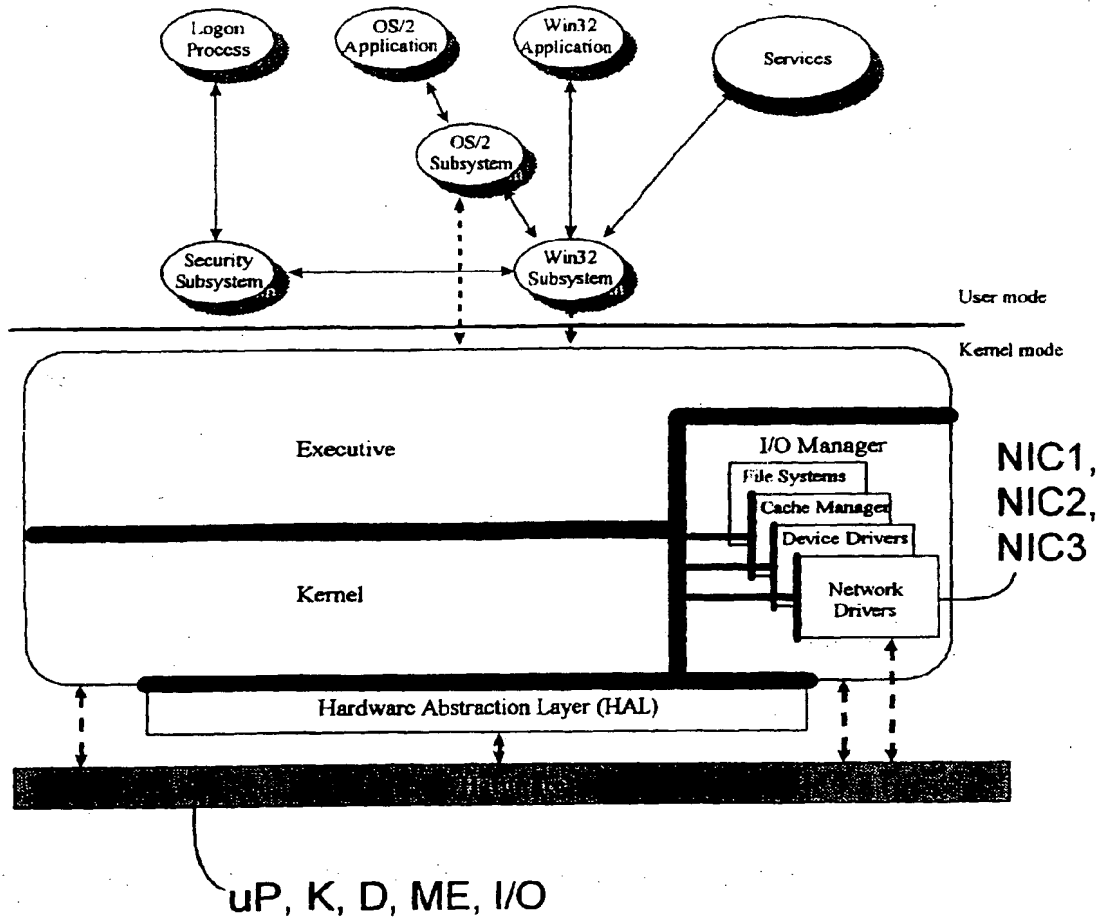 Logon
Process
OS/2
Application
Win32
Application
Services
OS/2
Subsystem
Security
Subsystem
Win32
Subsystem
User mode
Kernel mode
Executive
I/O Manager
File Systems
Cache Manager
Device Drivers
Network
Drivers
NIC1,
NIC2,
NIC3
Kernel
Hardware Abstraction Layer (HAL)
uP, K, D, ME, I/O